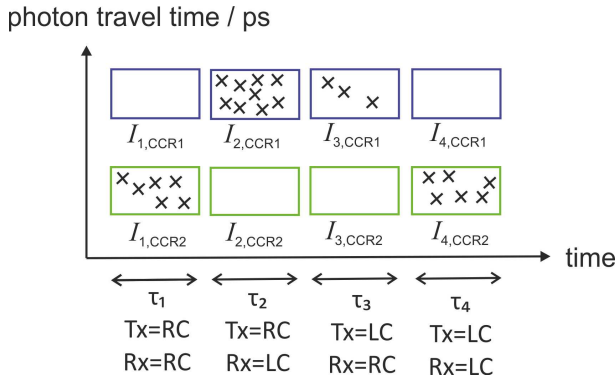 photon travel time / ps
I1,CCR1 I2,CCR1 I3,CCR1 I4,CCR1
I1,CCR2 I2,CCR2 I3,CCR2 I4,CCR2
time
τ1 τ2 τ3 τ4
Tx=RC Tx=RC Tx=LC Tx=LC
Rx=RC Rx=LC Rx=RC Rx=LC